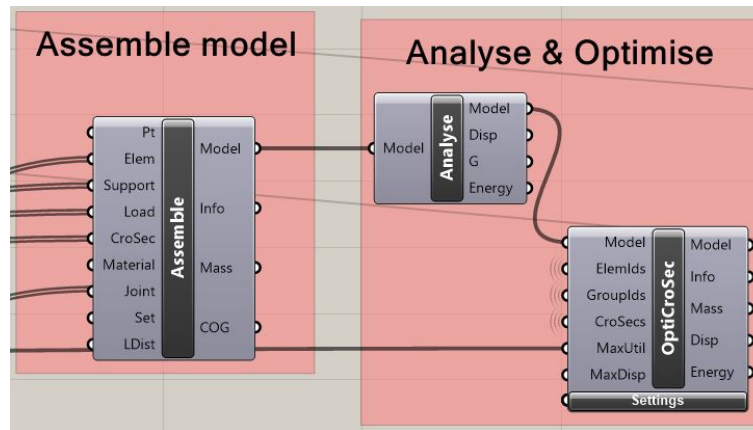 Assemble model
Pt
Elem
Support
Load
CroSec
Material
Joint
Set
LDist
Assemble
Model
Info
Mass
COG
Analyse & Optimise
Model
Analyse
Model
Disp
G
Energy
Model
ElemIds
GroupIds
CroSecs
MaxUtil
MaxDisp
OptiCroSec
Model
Info
Mass
Disp
Energy
Settings